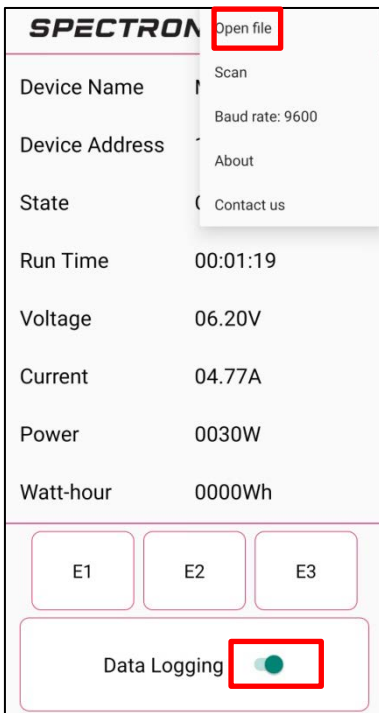 SPECTRON
Open file
Scan
Baud rate: 9600
About
Contact us
Device Name
Device Address
State
Run Time 00:01:19
Voltage 06.20V
Current 04.77A
Power 0030W
Watt-hour 0000Wh
E1 E2 E3
Data Logging